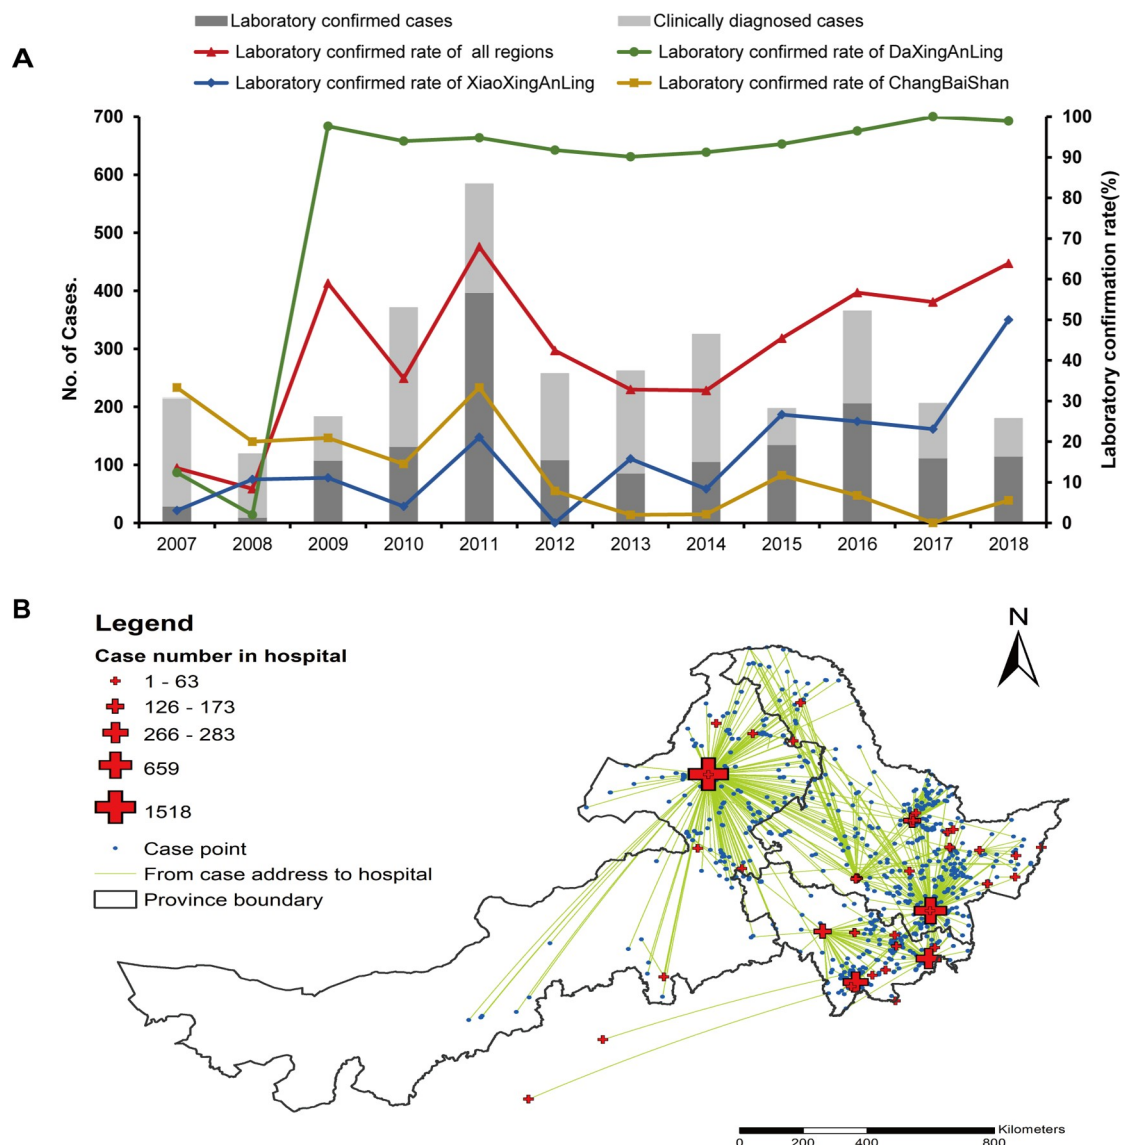 Laboratory confirmed cases
Clinically diagnosed cases
Laboratory confirmed rate of all regions
Laboratory confirmed rate of DaXingAnLing
Laboratory confirmed rate of XiaoXingAnLing
Laboratory confirmed rate of ChangBaiShan
A
700
600
500
400
300
200
100
0
No. of Cases.
100
90
80
70
60
50
40
30
20
10
0
Laboratory confirmation rate(%)
2007 2008 2009 2010 2011 2012 2013 2014 2015 2016 2017 2018
B
Legend
Case number in hospital
1 - 63
126 - 173
266 - 283
659
1518
Case point
From case address to hospital
Province boundary
N
Kilometers
0 200 400 800